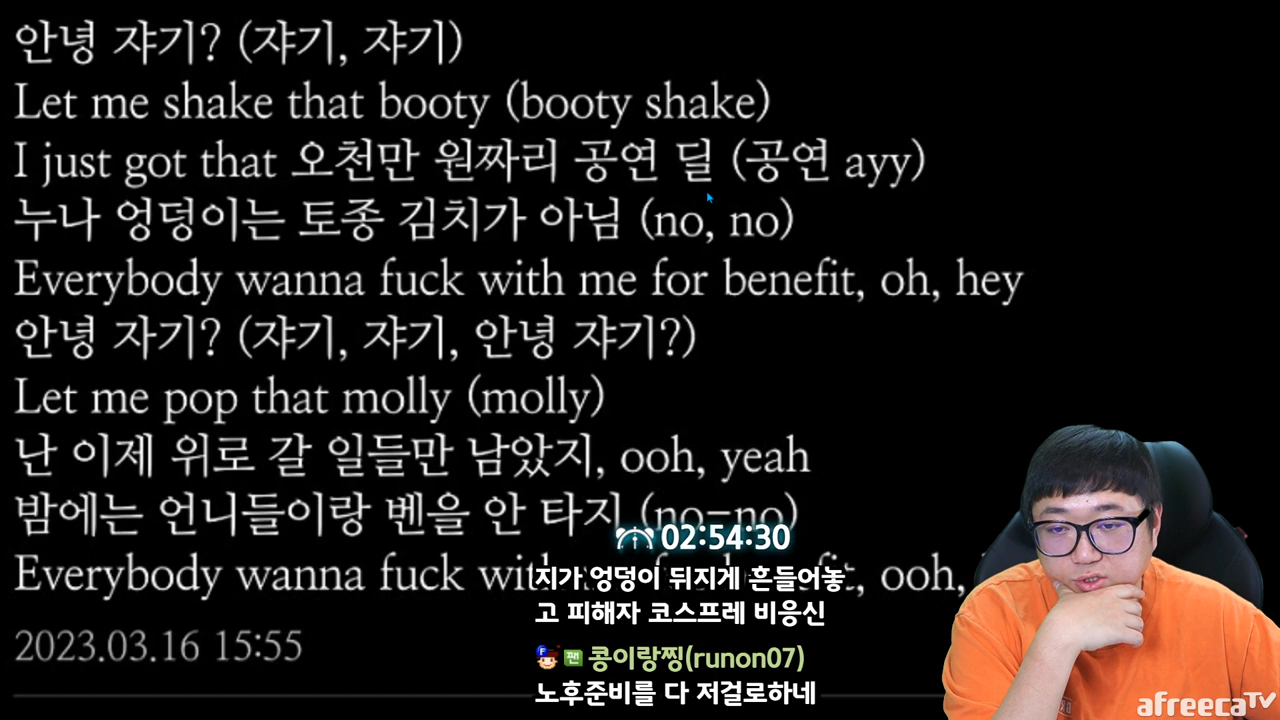 안녕 쟈기? (쟈기, 쟈기)
Let me shake that booty (booty shake)
I just got that 오천만 원짜리 공연 딜 (공연 ayy)
누나 엉덩이는 토종 김치가 아님 (no, no)
Everybody wanna fuck with me for benefit, oh, hey
안녕 자기? (쟈기, 쟈기, 안녕 쟈기?)
Let me pop that molly (molly)
난 이제 위로 갈 일들만 남았지, ooh, yeah
밤에는 언니들이랑 벤을 안 타지 (no-no)
Everybody wanna fuck ooh,
2023.03.16 15:55
02:54:30
지가 엉덩이 뒤지게 흔들어놓
고 피해자 코스프레 비응신
F 팬 콩이랑찡(runon07)
노후준비를 다 저걸로하네
afreecaTV